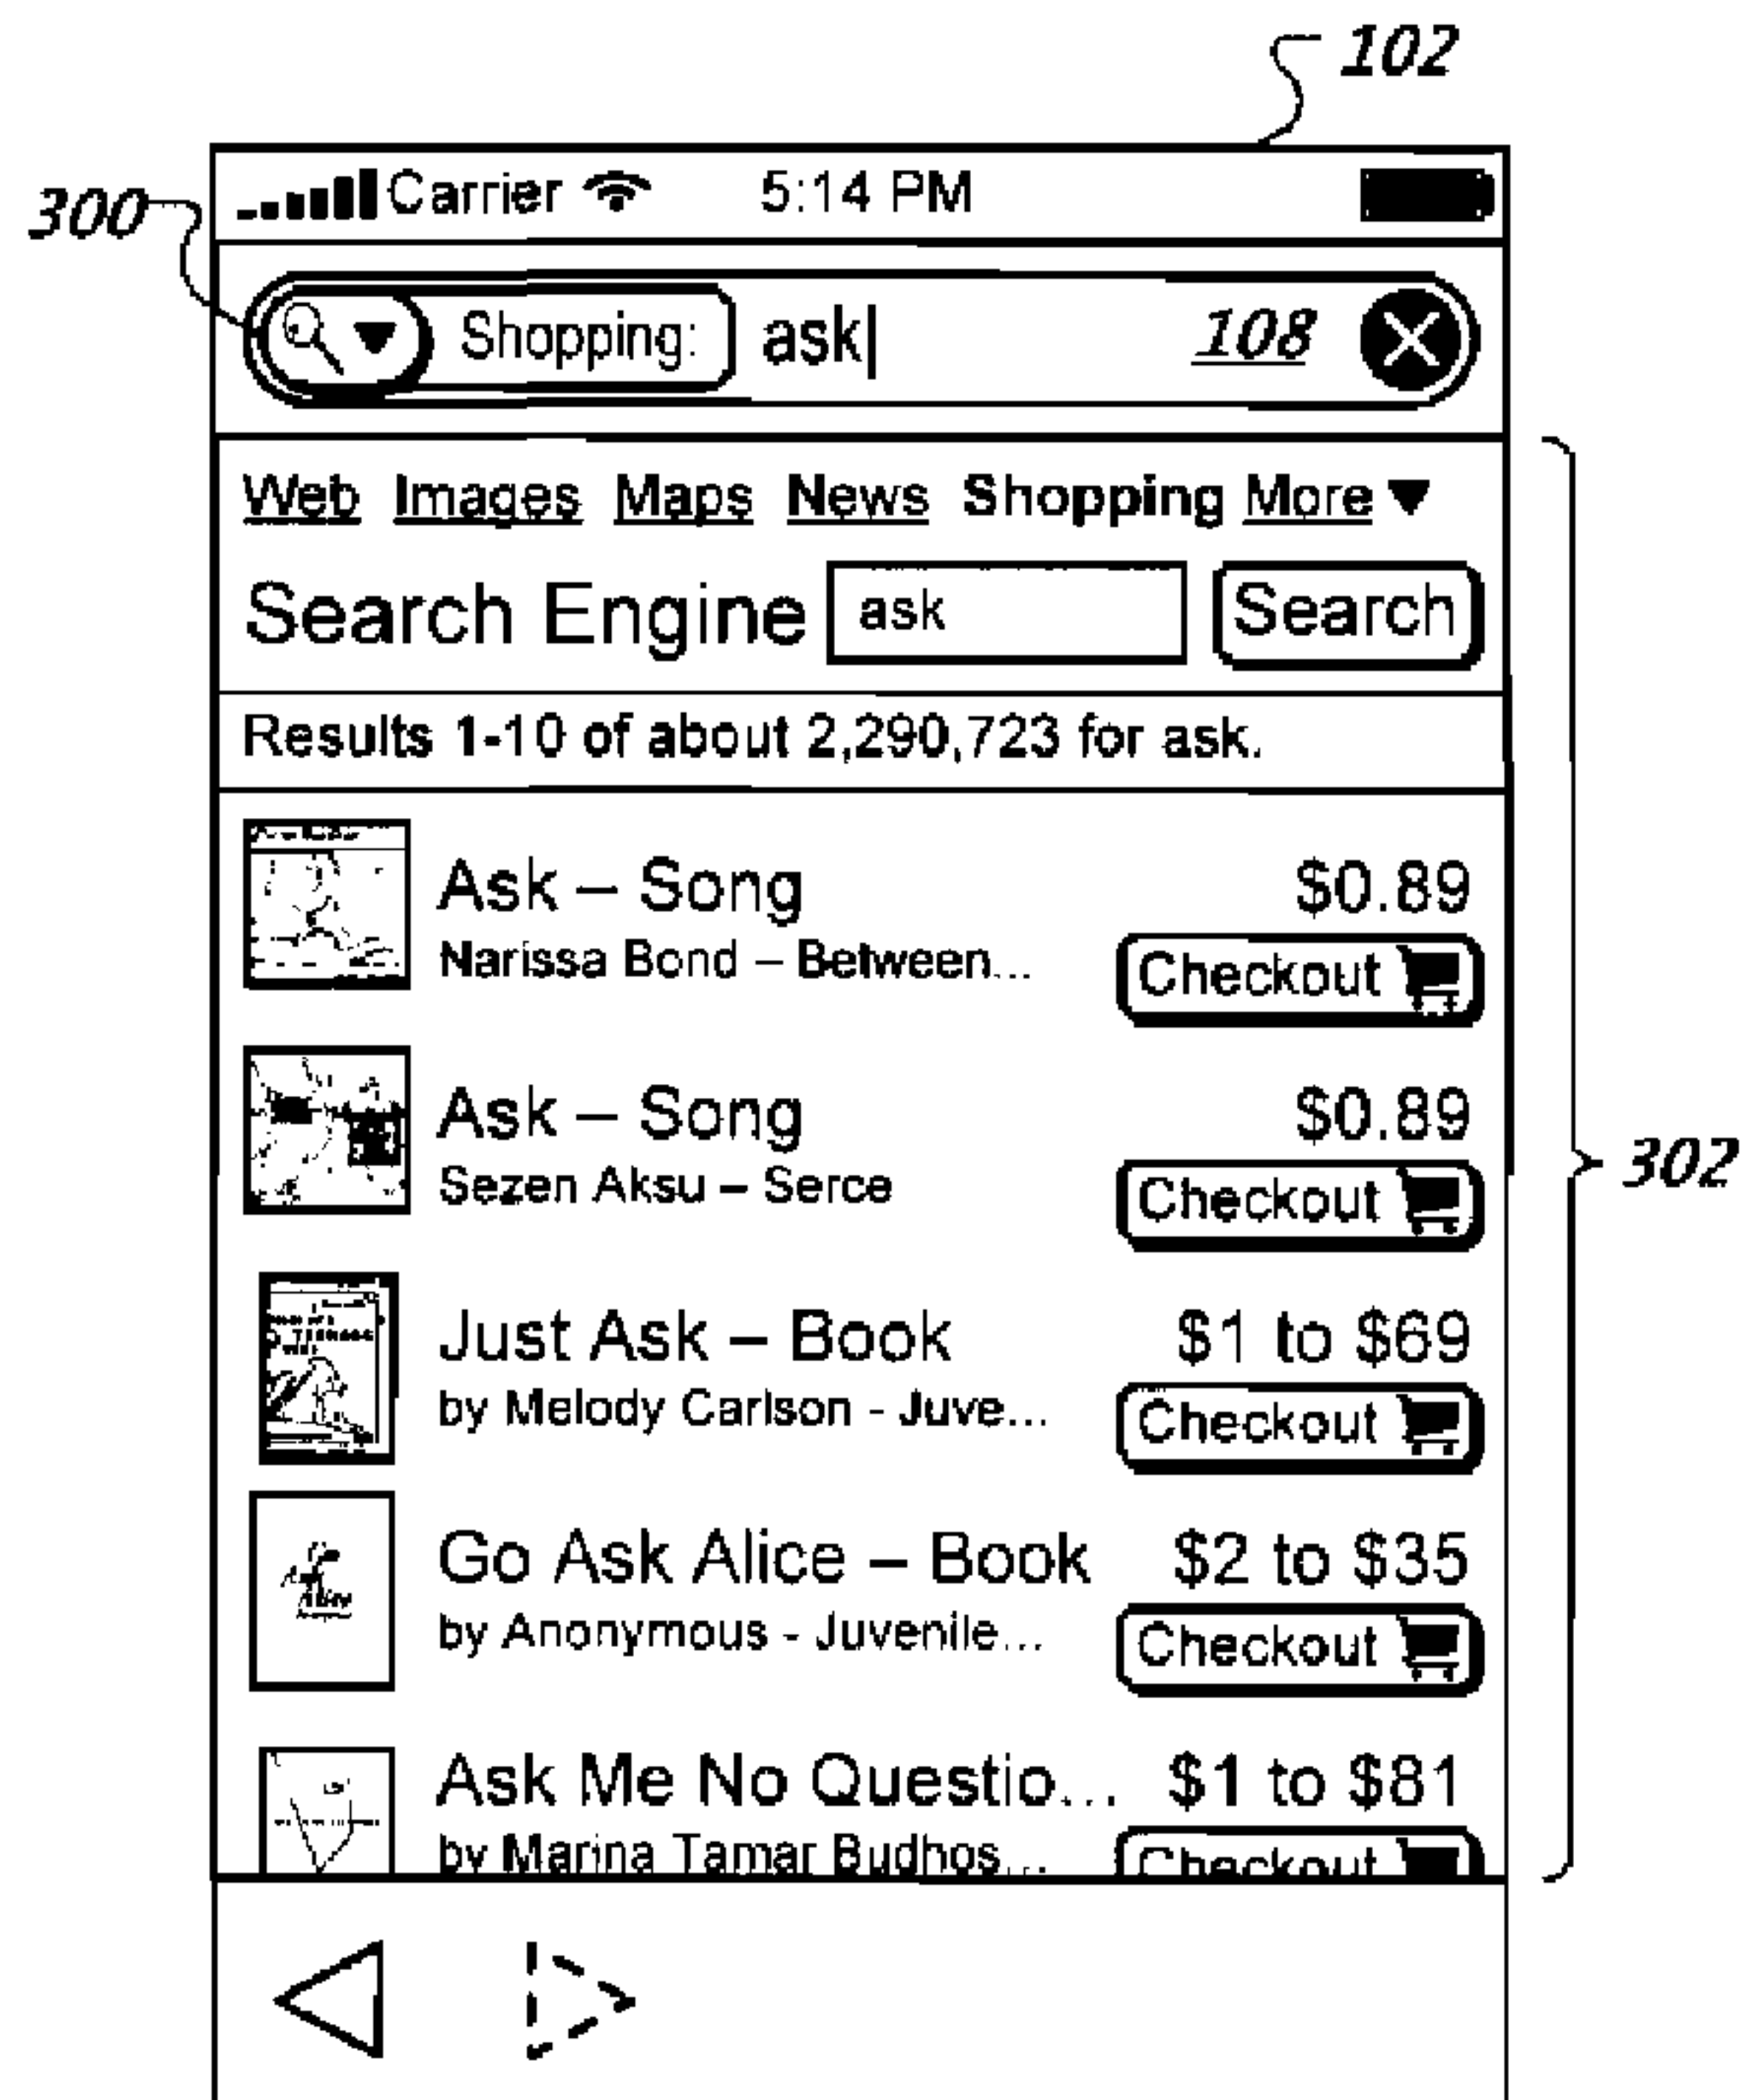 102
300
Carrier 5:14 PM
Shopping: ask 108
Web Images Maps News Shopping More
Search Engine ask Search
Results 1-10 of about 2,290,723 for ask.
Ask – Song $0.89
Narissa Bond – Between... Checkout
Ask – Song $0.89
Sezen Aksu – Serce Checkout
302
Just Ask – Book $1 to $69
by Melody Carlson - Juve... Checkout
Go Ask Alice – Book $2 to $35
by Anonymous - Juvenile... Checkout
Ask Me No Questio... $1 to $81
by Marina Tamar Budhos... Checkout